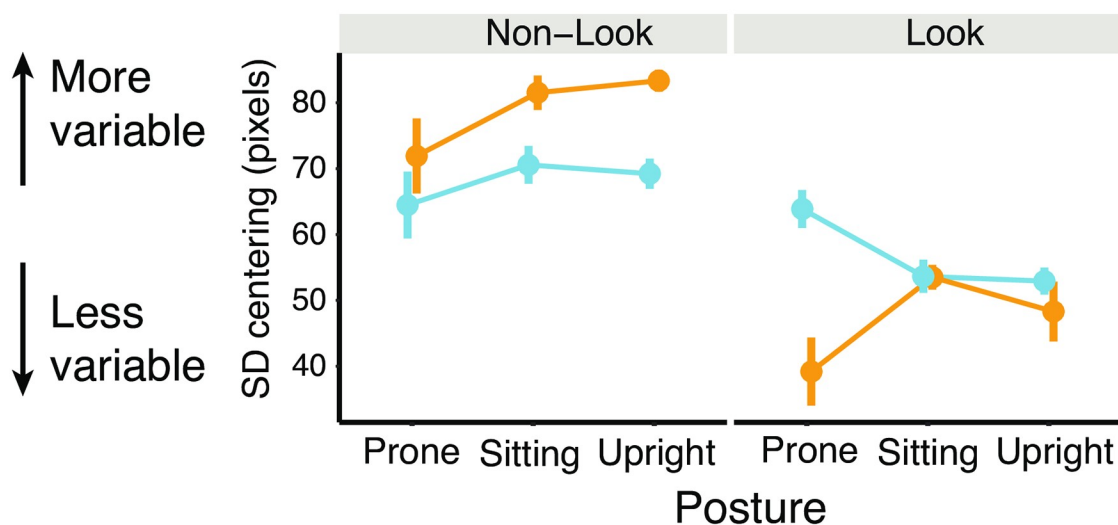 Non−Look
Look
More
variable
Less
variable
SD centering (pixels)
80
70
60
50
40
Prone
Sitting
Upright
Prone
Sitting
Upright
Posture